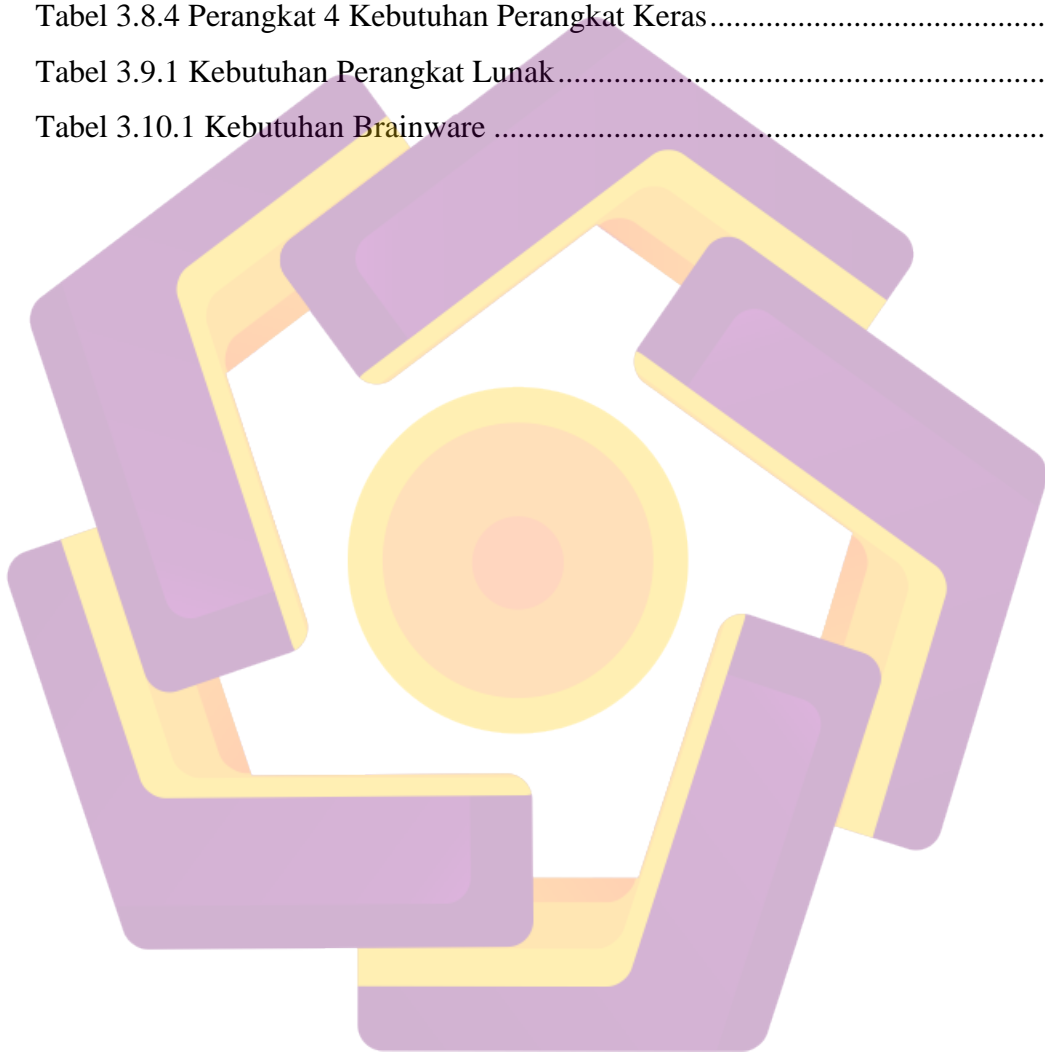 Tabel 3.8.4 Perangkat 4 Kebutuhan Perangkat Keras..........................................
Tabel 3.9.1 Kebutuhan Perangkat Lunak.............................................................
Tabel 3.10.1 Kebutuhan Brainware .....................................................................